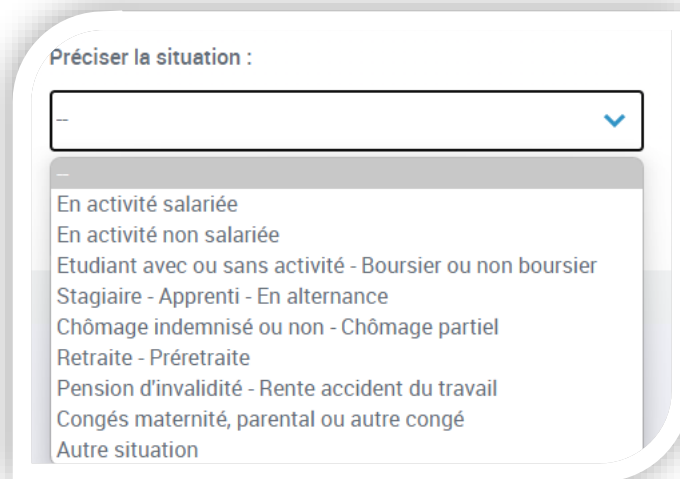 Préciser la situation :
--
--
En activité salariée
En activité non salariée
Etudiant avec ou sans activité - Boursier ou non boursier
Stagiaire - Apprenti - En alternance
Chômage indemnisé ou non - Chômage partiel
Retraite - Préretraite
Pension d'invalidité - Rente accident du travail
Congés maternité, parental ou autre congé
Autre situation